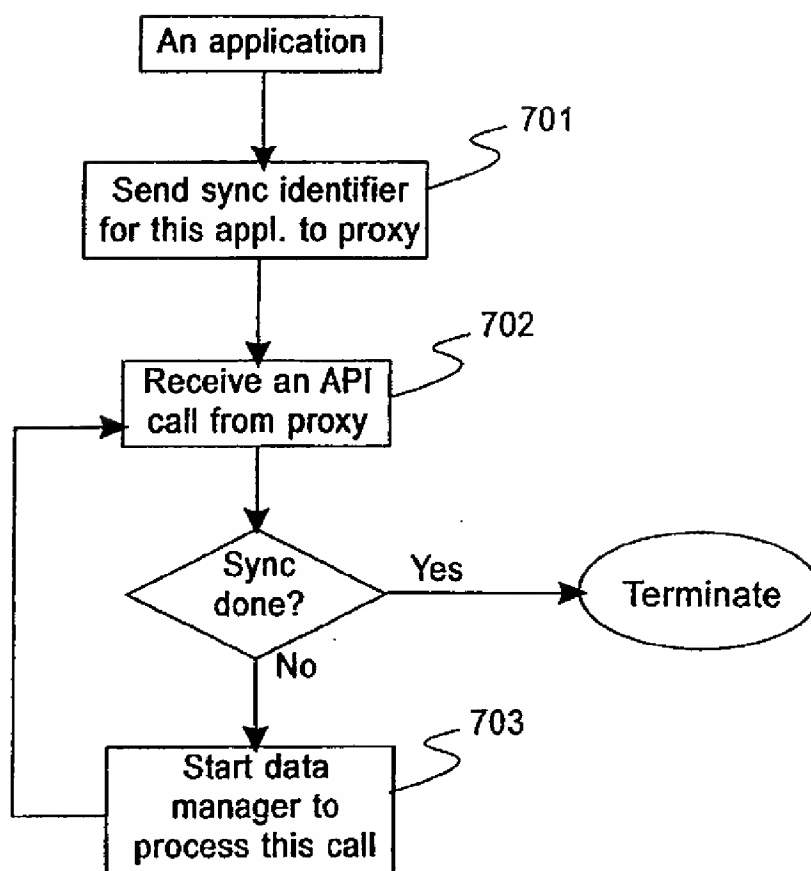 An application
701
Send sync identifier
for this appl. to proxy
702
Receive an API
call from proxy
Sync
done?
Yes
Terminate
No
703
Start data
manager to
process this call